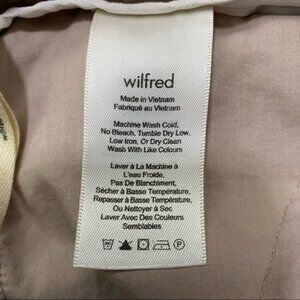 wilfred
Made in Vietnam
Fabriqué au Vietnam
Machine Wash Cold,
No Bleach, Tumble Dry Low,
Low Iron, Or Dry Clean
Wash With Like Colours
Laver À La Machine À
L'eau Froide,
Pas De Blanchiment,
Sécher à Basse Température,
Repasser à Basse Température,
Ou Nettoyer à Sec
Laver Avec Des Couleurs
Semblables